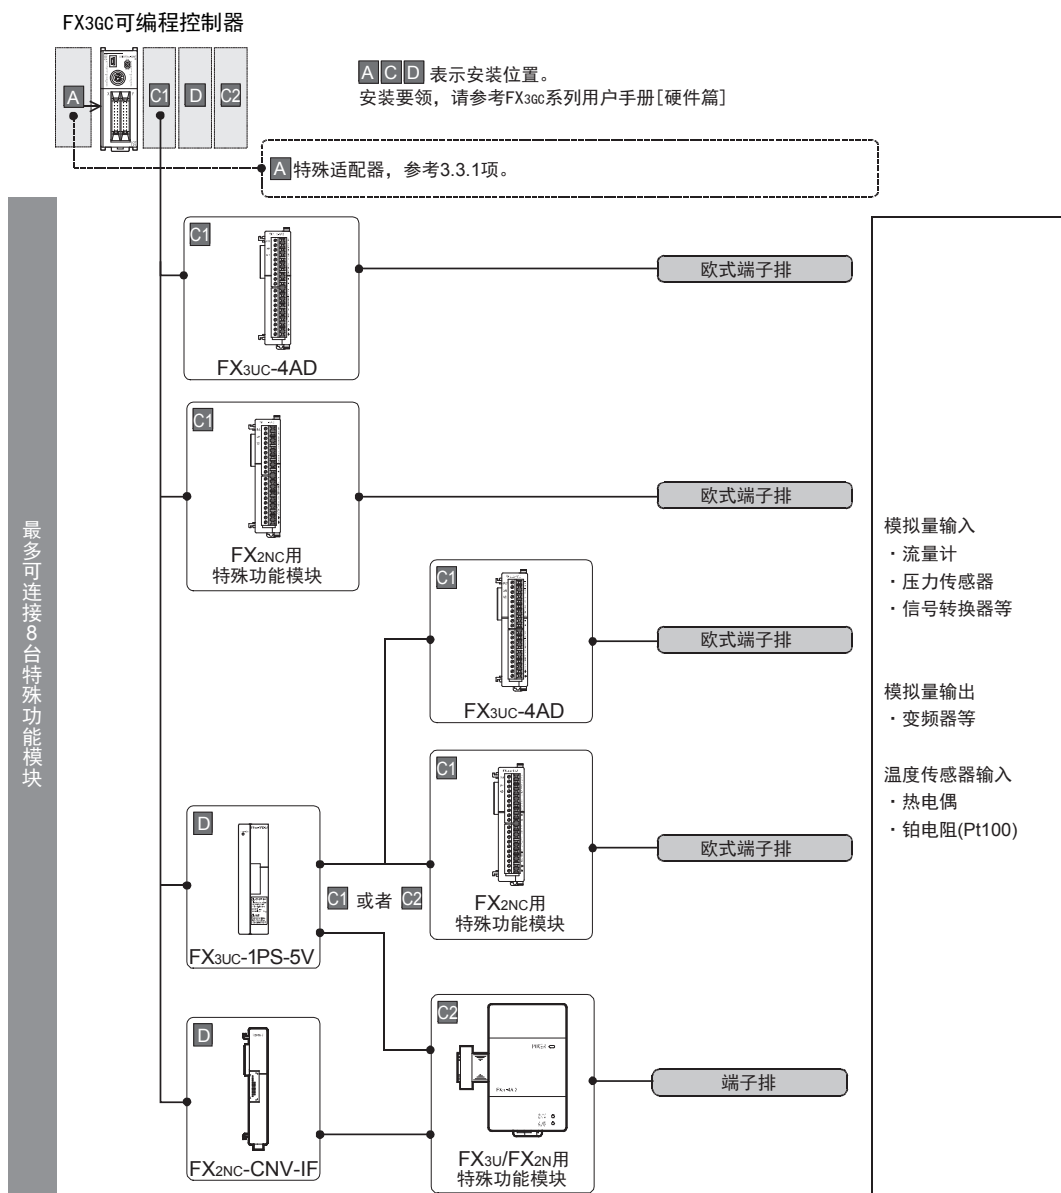 FX3GC可编程控制器
A C1 D C2
A C D 表示安装位置。
安装要领，请参考FX3GC系列用户手册[硬件篇]
A 特殊适配器，参考3.3.1项。
最多可连接8台特殊功能模块
C1
FX3UC-4AD
欧式端子排
C1
FX2NC用
特殊功能模块
欧式端子排
C1
FX3UC-4AD
欧式端子排
D
FX3UC-1PS-5V
C1 或者 C2
C1
FX2NC用
特殊功能模块
欧式端子排
D
FX2NC-CNV-IF
C2
FX3U/FX2N用
特殊功能模块
端子排
模拟量输入
・流量计
・压力传感器
・信号转换器等
模拟量输出
・变频器等
温度传感器输入
・热电偶
・铂电阻(Pt100)